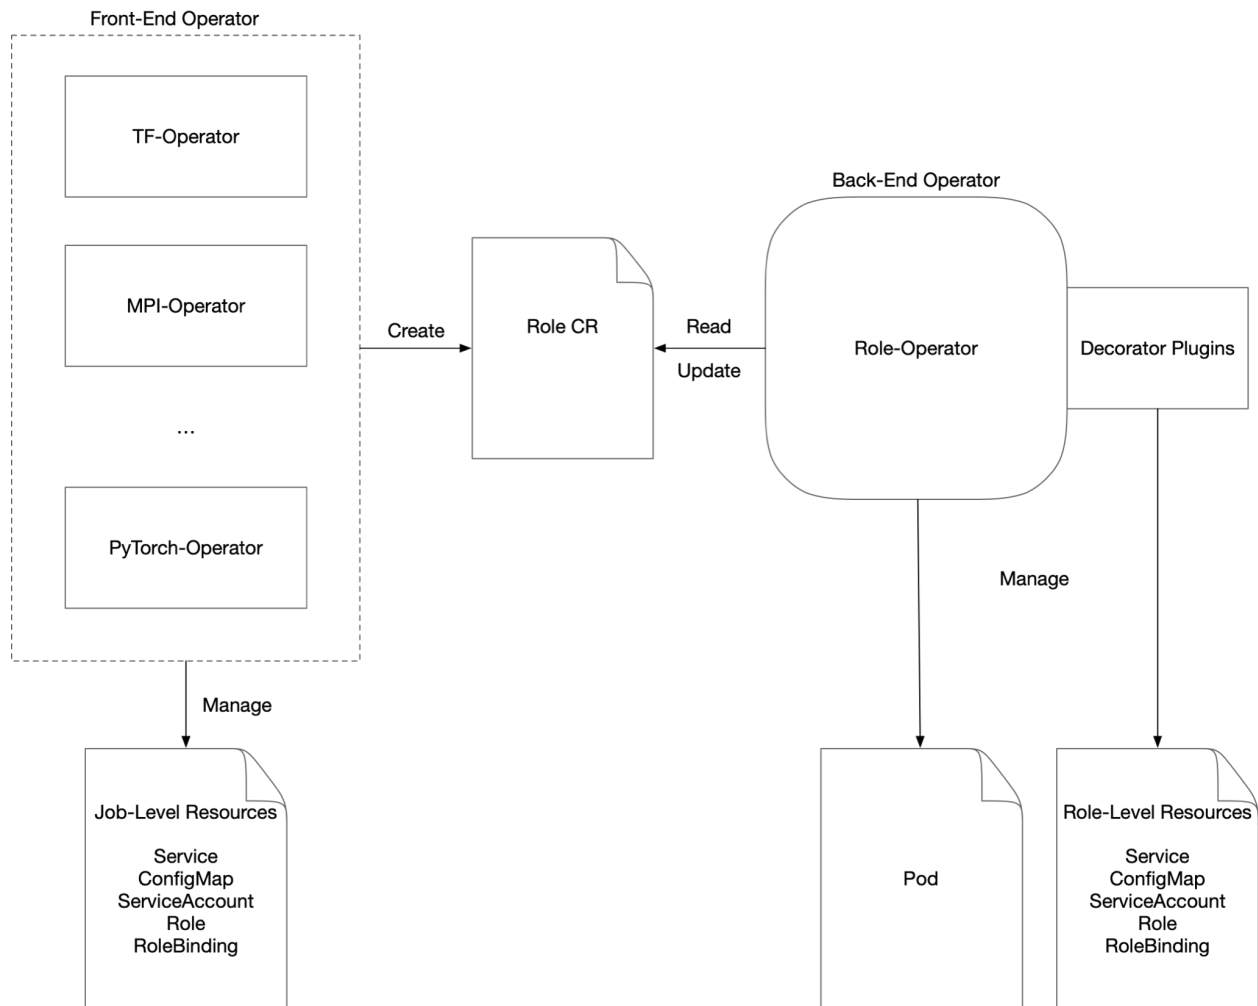 Front-End Operator
TF-Operator
MPI-Operator
...
PyTorch-Operator
Manage
Job-Level Resources
Service
ConfigMap
ServiceAccount
Role
RoleBinding
Create
Role CR
Read
Update
Back-End Operator
Role-Operator
Decorator Plugins
Manage
Pod
Role-Level Resources
Service
ConfigMap
ServiceAccount
Role
RoleBinding